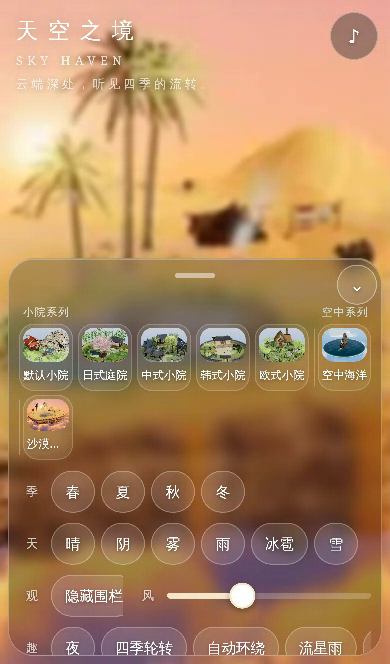 天空之境
SKY HAVEN
云端深处，听见四季的流转。
♪
小院系列 空中系列
默认小院 日式庭院 中式小院 韩式小院 欧式小院 空中海洋
沙漠...
季 春 夏 秋 冬
天 晴 阴 雾 雨 冰雹 雪
观 隐藏围栏 风
趣 夜 四季轮转 自动环绕 流星雨